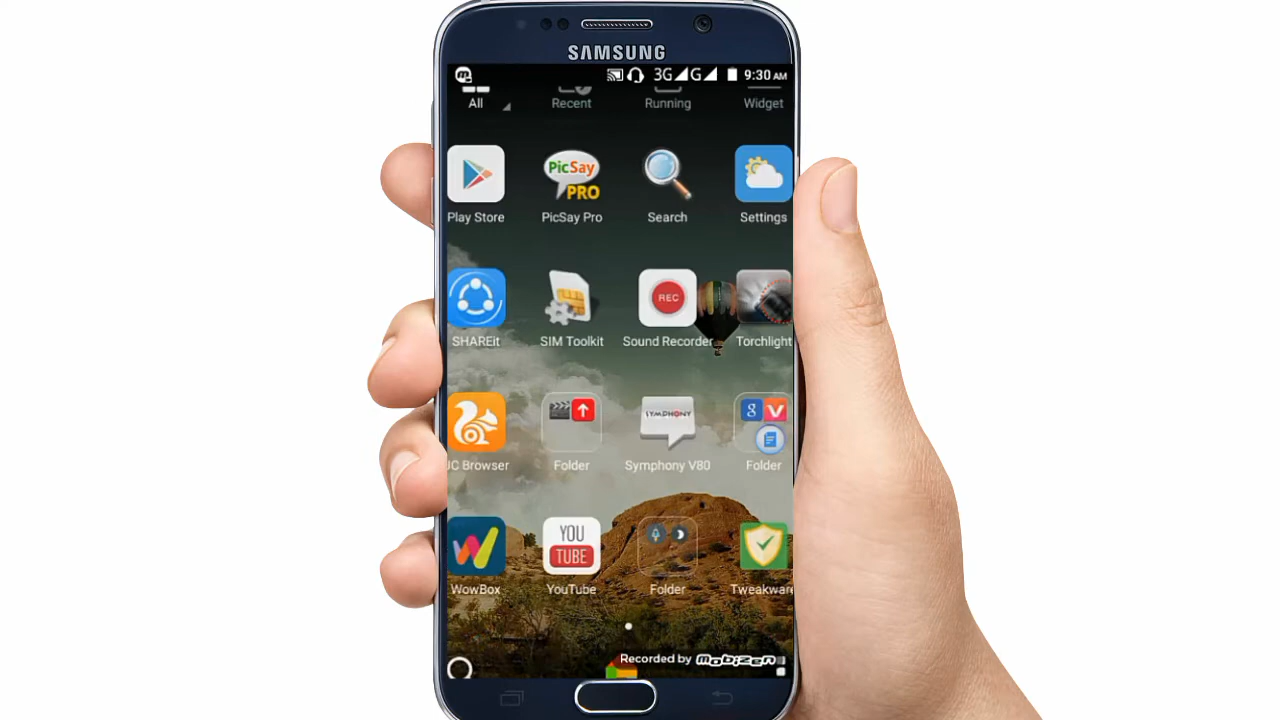 SAMSUNG
3G G 9:30 AM
All Recent Running Widget
PicSay
PRO
Play Store PicSay Pro Search Settings
REC
SHAREit SIM Toolkit Sound Recorder Torchlight
SYMPHONY
g V
UC Browser Folder Symphony V80 Folder
YOU
TUBE
WowBox YouTube Folder Tweakware
Recorded by mobizen